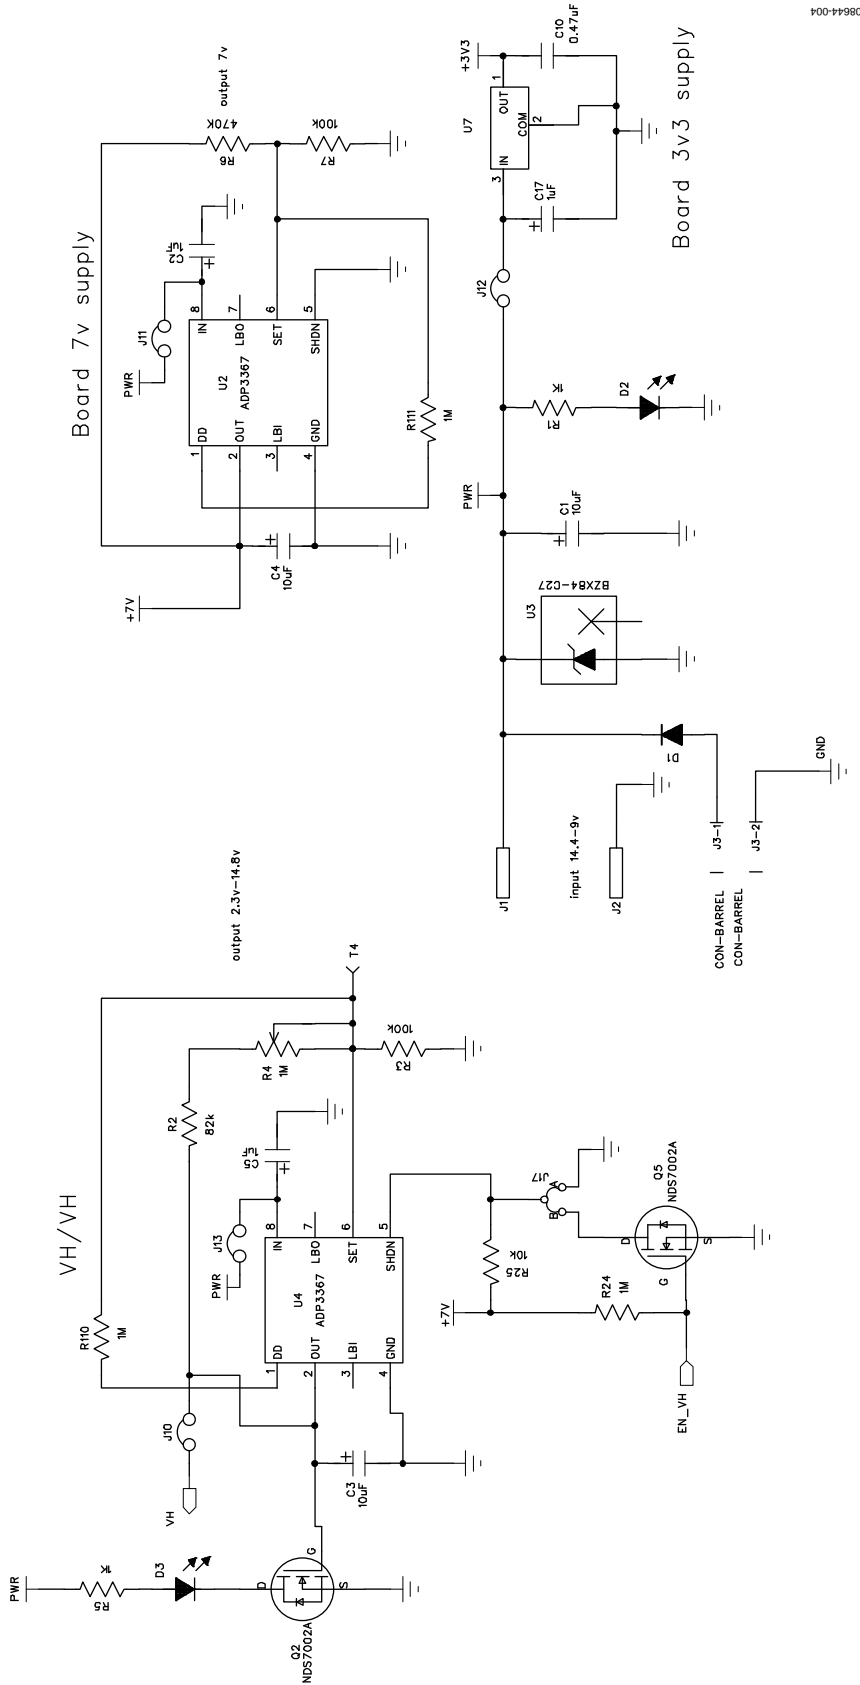 08644-004
Board 7v supply
output 7v
R6
470K
R7
100k
C2
1uF
J11
PWR
8
7
6
5
IN
LBO
SET
SHDN
U2
ADP3367
DD
OUT
LBI
GND
1
2
3
4
R111
1M
C4
10uF
+7V
Board 3v3 supply
+3V3
C10
0.47uF
1
OUT
U7
COM
2
IN
3
C17
1uF
J12
R1
1K
D2
PWR
C1
10uF
U3
BZX84-C27
D1
J1
input 14.4-9v
J2
J3-1
J3-2
GND
CON-BARREL
CON-BARREL
VH/VH
output 2.3v-14.8v
T4
R4
1M
R3
100k
R2
82k
C5
1uF
J13
PWR
8
7
6
5
IN
LBO
SET
SHDN
U4
ADP3367
DD
OUT
LBI
GND
1
2
3
4
R110
1M
J10
VH
C3
10uF
PWR
R5
1K
D3
D
G
S
Q2
NDS7002A
+7V
R25
10k
J17
A
B
R24
1M
D
G
S
Q5
NDS7002A
EN_VH